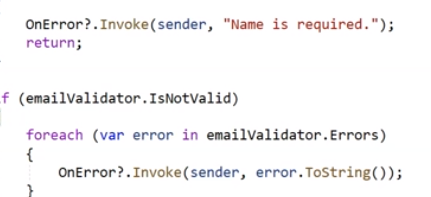 OnError?.Invoke(sender, "Name is required.");
return;
f (emailValidator.IsNotValid)
foreach (var error in emailValidator.Errors)
{
OnError?.Invoke(sender, error.ToString());
}